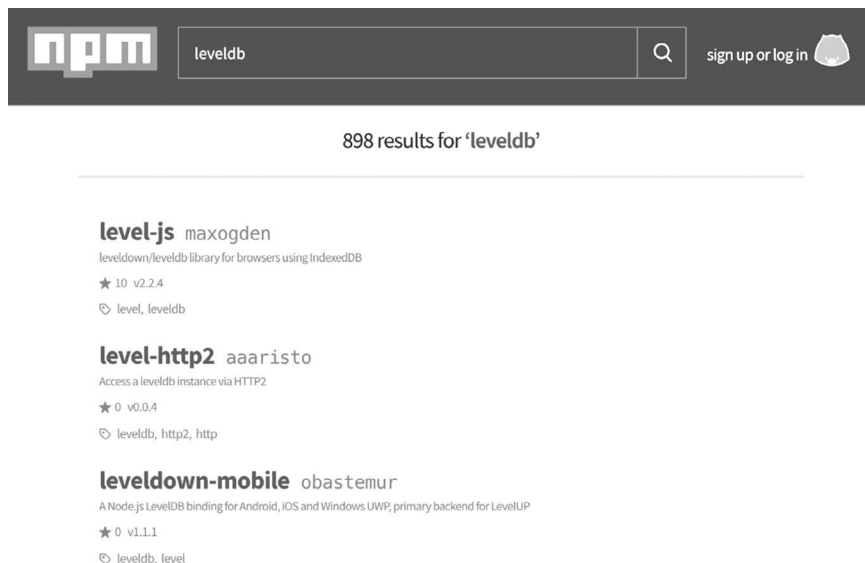 npm
leveldb
sign up or log in
898 results for ‘leveldb’
level-js maxogden
leveldown/leveldb library for browsers using IndexedDB
10 v2.2.4
level, leveldb
level-http2 aaaristo
Access a leveldb instance via HTTP2
0 v0.0.4
leveldb, http2, http
leveldown-mobile obastemur
A Node.js LevelDB binding for Android, iOS and Windows UWP, primary backend for LevelUP
0 v1.1.1
leveldb, level